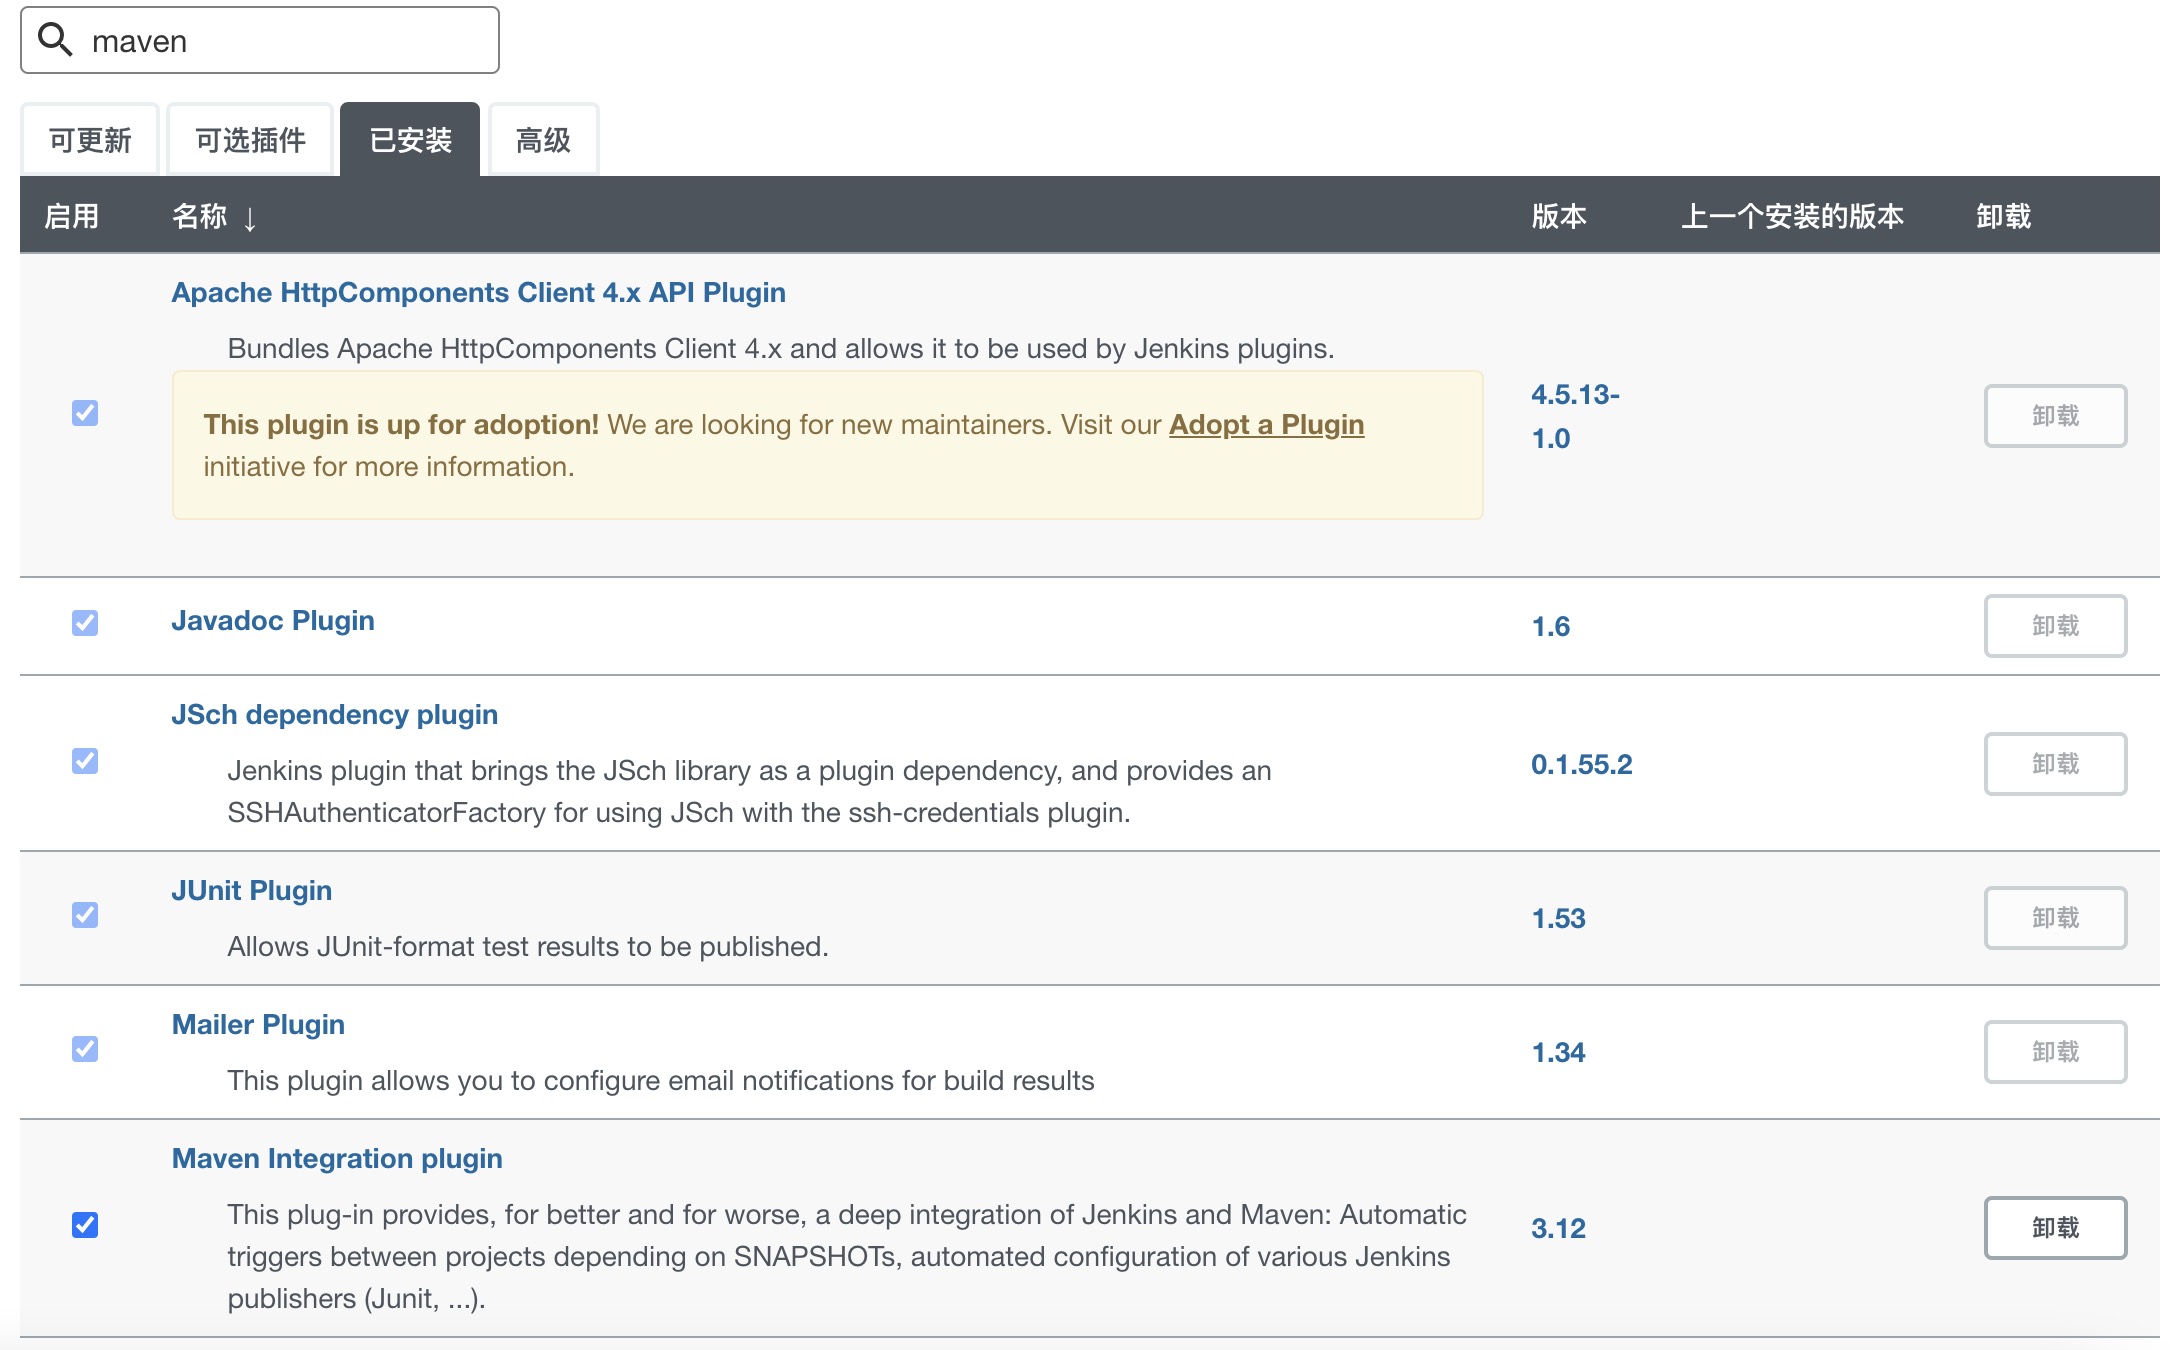 maven
可更新 可选插件 已安装 高级
启用 名称 ↓ 版本 上一个安装的版本 卸载
Apache HttpComponents Client 4.x API Plugin
Bundles Apache HttpComponents Client 4.x and allows it to be used by Jenkins plugins.
This plugin is up for adoption! We are looking for new maintainers. Visit our Adopt a Plugin
initiative for more information.
4.5.13-
1.0
卸载
Javadoc Plugin
1.6
卸载
JSch dependency plugin
Jenkins plugin that brings the JSch library as a plugin dependency, and provides an
SSHAuthenticatorFactory for using JSch with the ssh-credentials plugin.
0.1.55.2
卸载
JUnit Plugin
Allows JUnit-format test results to be published.
1.53
卸载
Mailer Plugin
This plugin allows you to configure email notifications for build results
1.34
卸载
Maven Integration plugin
This plug-in provides, for better and for worse, a deep integration of Jenkins and Maven: Automatic
triggers between projects depending on SNAPSHOTs, automated configuration of various Jenkins
publishers (Junit, ...).
3.12
卸载